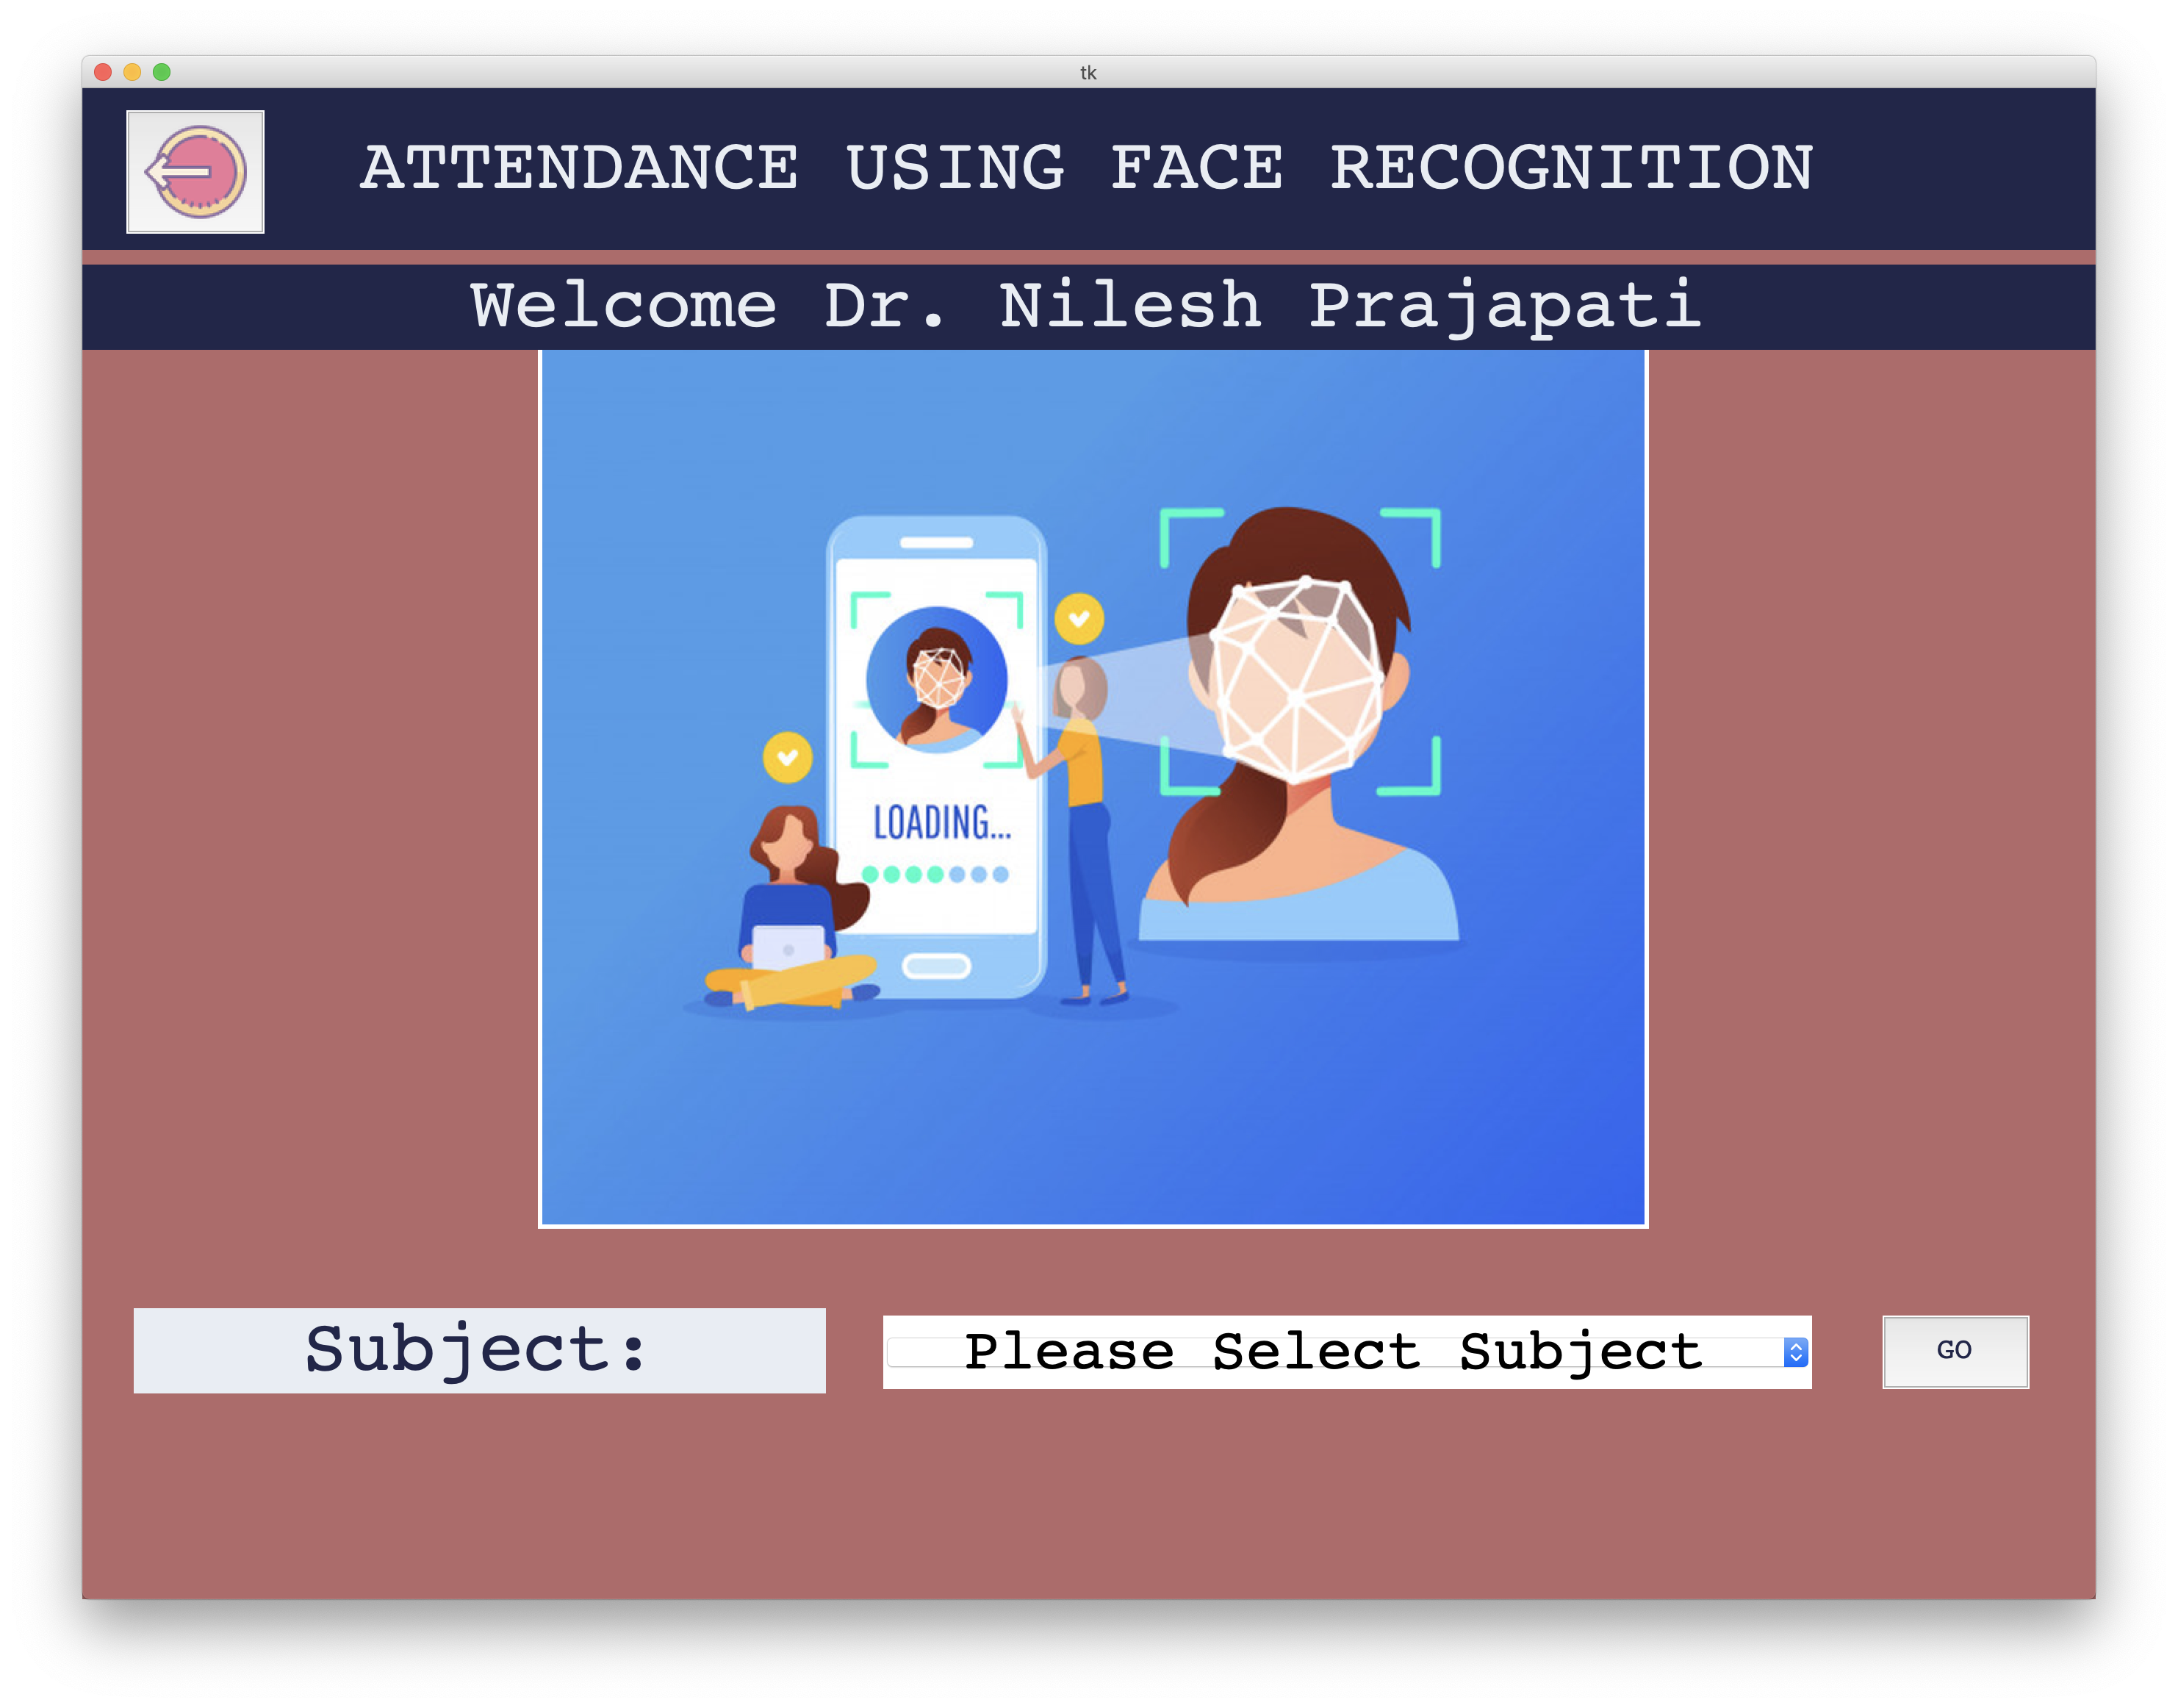 tk
ATTENDANCE USING FACE RECOGNITION
Welcome Dr. Nilesh Prajapati
LOADING...
Subject:
Please Select Subject
GO